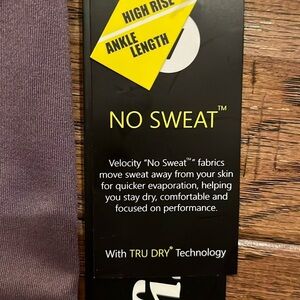 HIGH RISE
ANKLE
LENGTH
NO SWEAT™
Velocity "No Sweat™" fabrics
move sweat away from your skin
for quicker evaporation, helping
you stay dry, comfortable and
focused on performance.
With TRU DRY® Technology